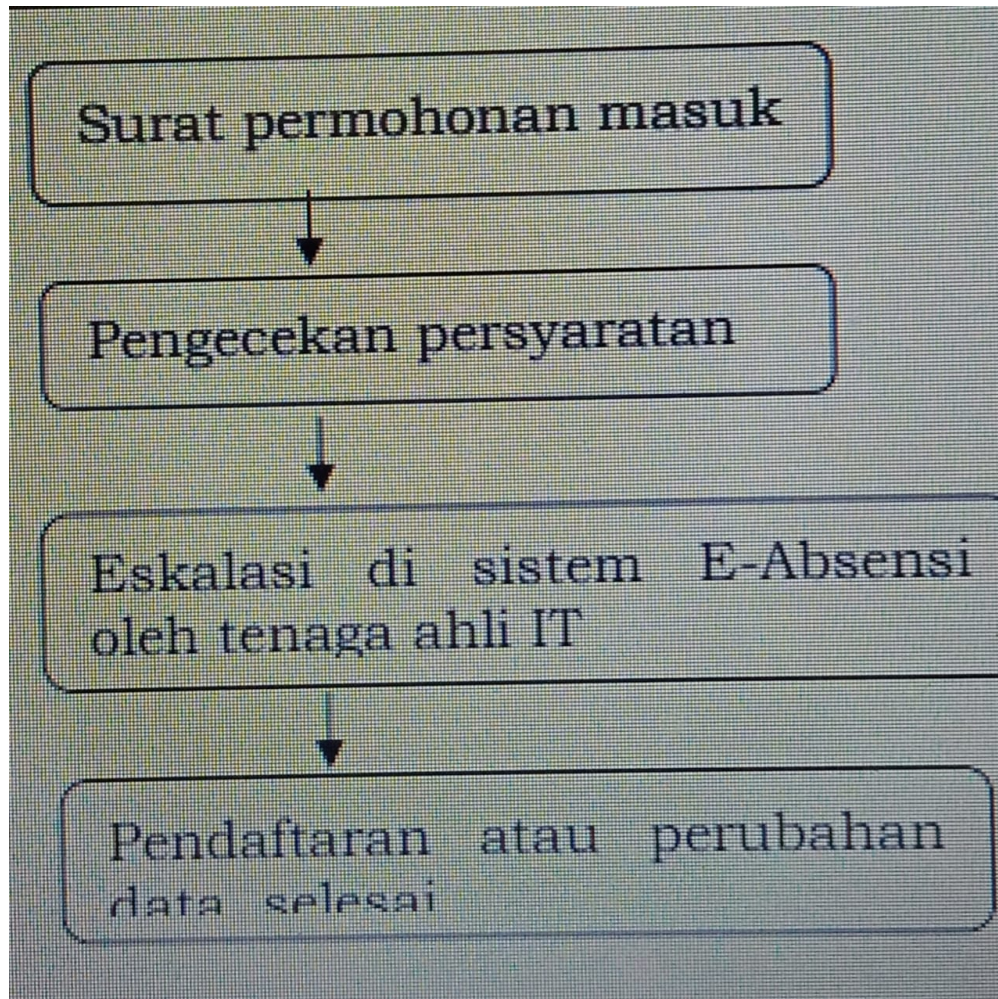 Surat permohonan masuk
Pengecekan persyaratan
Eskalasi di sistem E-Absensi
oleh tenaga ahli IT
Pendaftaran atau perubahan
data selesai